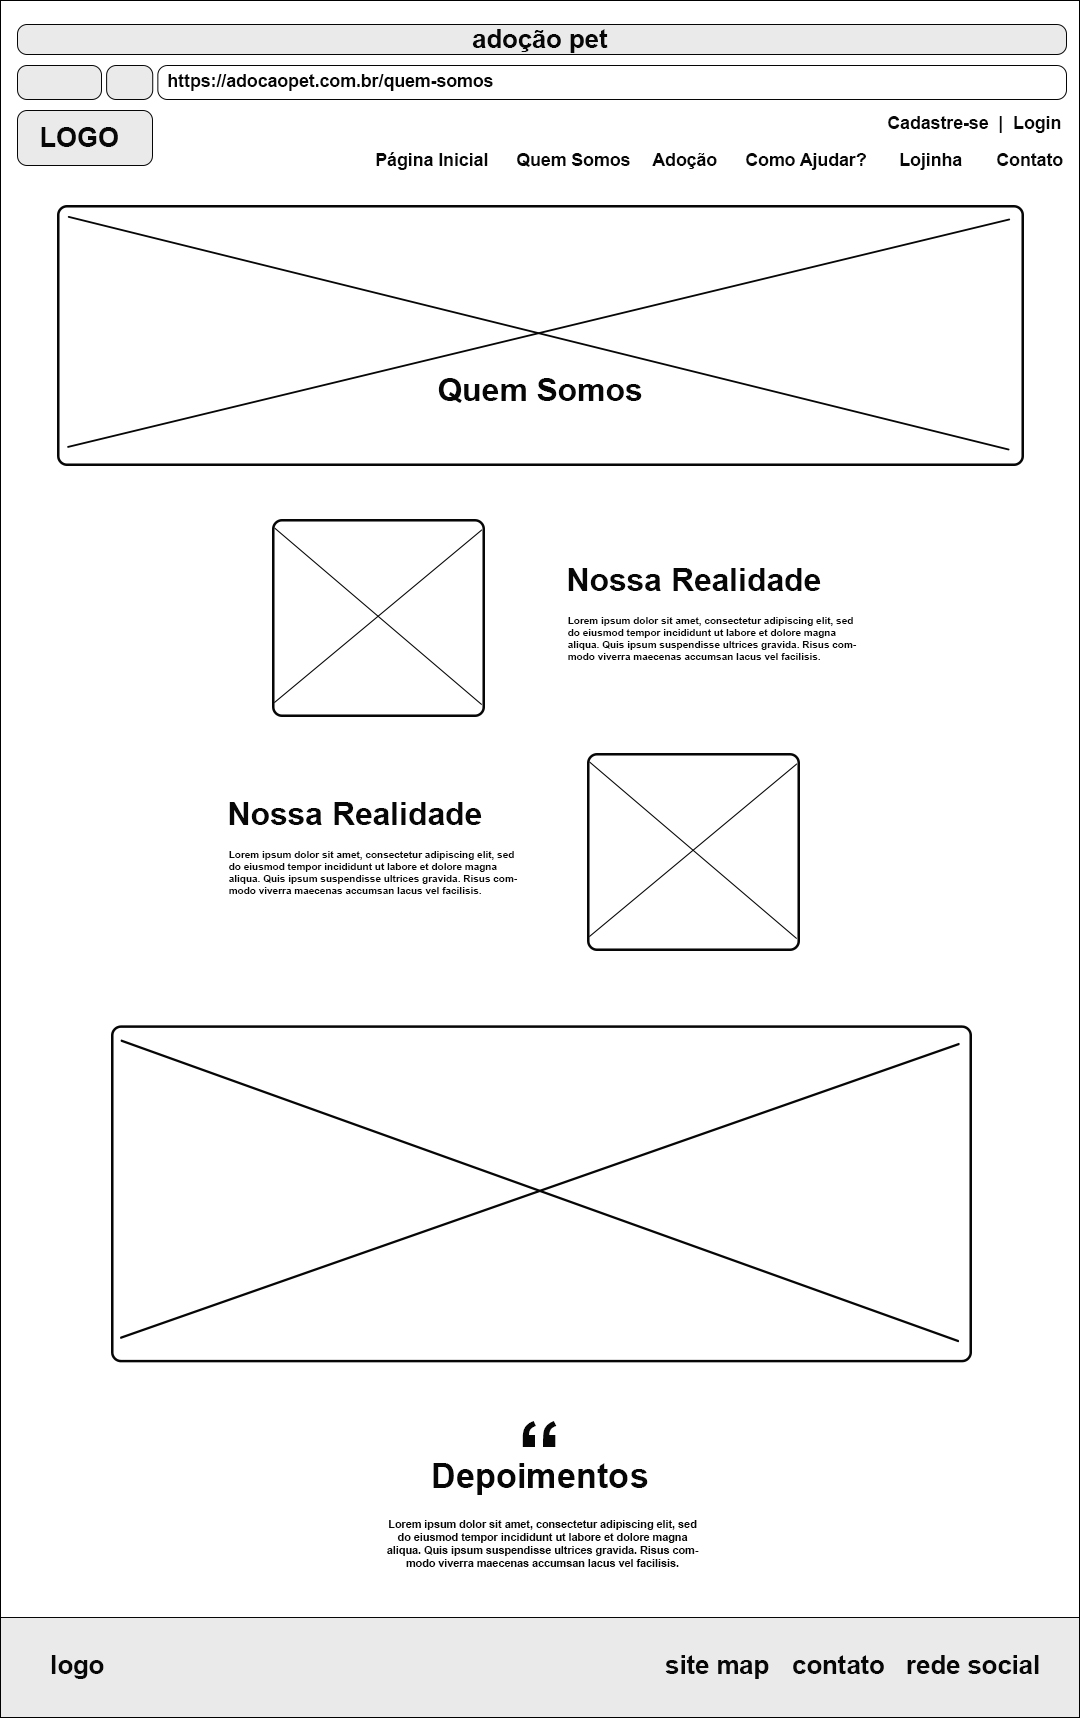 adoção pet
https://adocaopet.com.br/quem-somos
LOGO
Cadastre-se | Login
Página Inicial Quem Somos Adoção Como Ajudar? Lojinha Contato
Quem Somos
Nossa Realidade
Lorem ipsum dolor sit amet, consectetur adipiscing elit, sed
do eiusmod tempor incididunt ut labore et dolore magna
aliqua. Quis ipsum suspendisse ultrices gravida. Risus com-
modo viverra maecenas accumsan lacus vel facilisis.
Nossa Realidade
Lorem ipsum dolor sit amet, consectetur adipiscing elit, sed
do eiusmod tempor incididunt ut labore et dolore magna
aliqua. Quis ipsum suspendisse ultrices gravida. Risus com-
modo viverra maecenas accumsan lacus vel facilisis.
“
Depoimentos
Lorem ipsum dolor sit amet, consectetur adipiscing elit, sed
do eiusmod tempor incididunt ut labore et dolore magna
aliqua. Quis ipsum suspendisse ultrices gravida. Risus com-
modo viverra maecenas accumsan lacus vel facilisis.
logo site map contato rede social